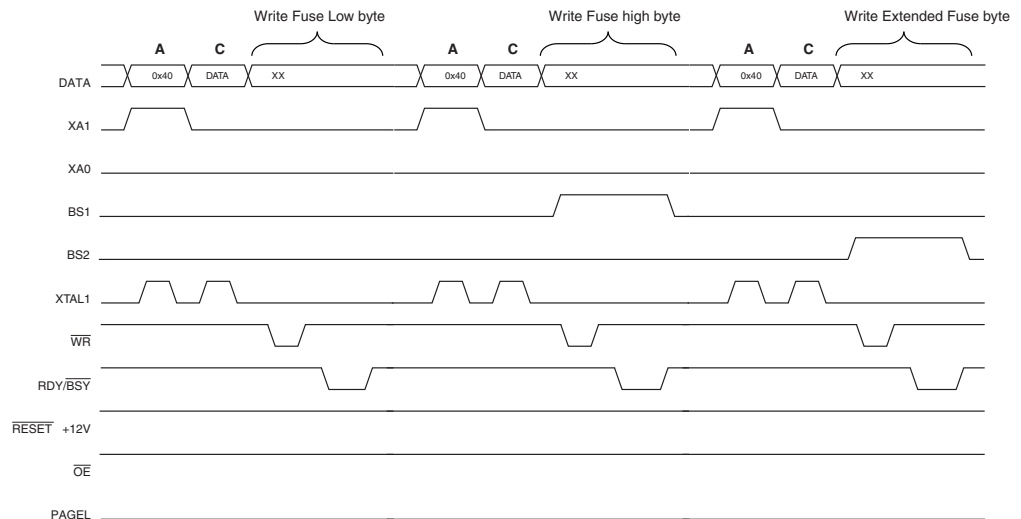 Write Fuse Low byte Write Fuse high byte Write Extended Fuse byte
A C A C A C
DATA 0x40 DATA XX 0x40 DATA XX 0x40 DATA XX
XA1
XA0
BS1
BS2
XTAL1
WR
RDY/BSY
RESET +12V
OE
PAGEL